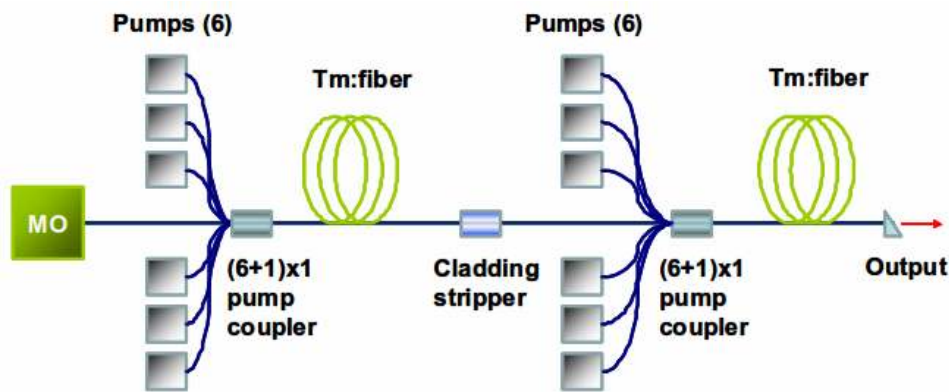 Pumps (6)
Pumps (6)
Tm:fiber
Tm:fiber
MO
(6+1)x1
pump
coupler
Cladding
stripper
(6+1)x1
pump
coupler
Output